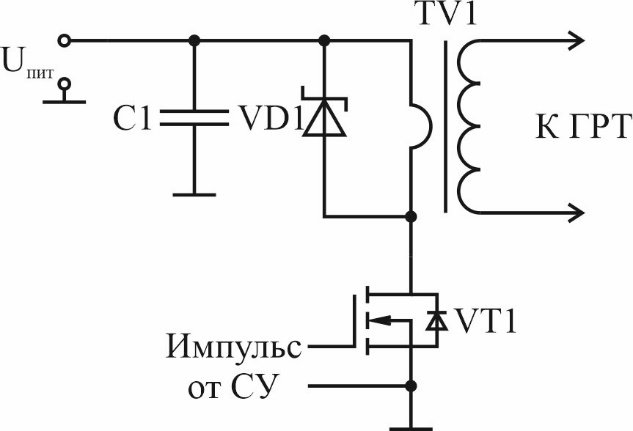 TV1
Uпит
C1
VD1
К ГРТ
VT1
Импульс
от СУ